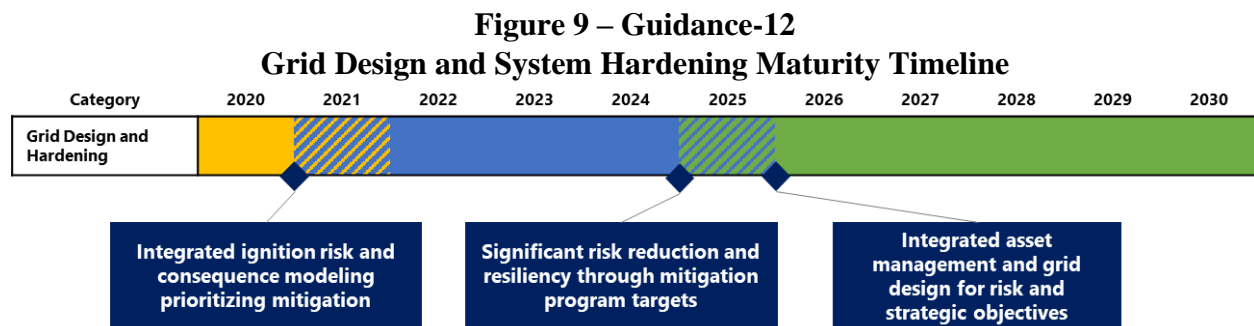 Figure 9 – Guidance-12
Grid Design and System Hardening Maturity Timeline
Category 2020 2021 2022 2023 2024 2025 2026 2027 2028 2029 2030
Grid Design and
Hardening
Integrated ignition risk and
consequence modeling
prioritizing mitigation
Significant risk reduction and
resiliency through mitigation
program targets
Integrated asset
management and grid
design for risk and
strategic objectives